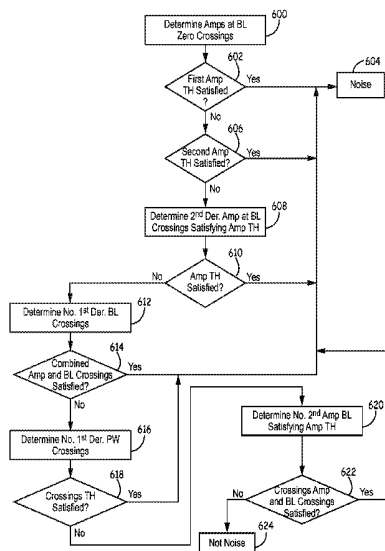 600
Determine Amps at BL
Zero Crossings
602
First Amp
TH Satisfied
?
Yes
No
604
Noise
606
Second Amp
TH Satisfied?
Yes
No
608
Determine 2nd Der. Amp at BL
Crossings Satisfying Amp TH
610
No
Amp TH
Satisfied?
Yes
612
Determine No. 1st Der. BL
Crossings
614
Combined
Amp and BL Crossings
Satisfied?
Yes
No
616
Determine No. 1st Der. PW
Crossings
618
Crossings TH
Satisfied?
Yes
No
620
Determine No. 2nd Amp BL
Satisfying Amp TH
622
No
Crossings Amp
and BL Crossings
Satisfied?
Yes
624
Not Noise